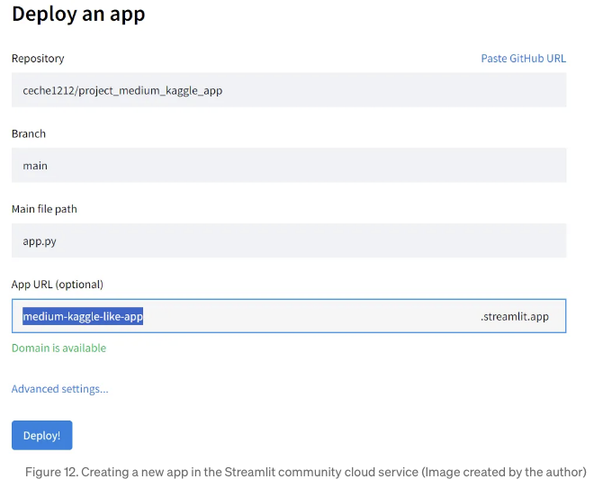 Deploy an app
Repository Paste GitHub URL
ceche1212/project_medium_kaggle_app
Branch
main
Main file path
app.py
App URL (optional)
medium-kaggle-like-app .streamlit.app
Domain is available
Advanced settings...
Deploy!
Figure 12. Creating a new app in the Streamlit community cloud service (Image created by the author)